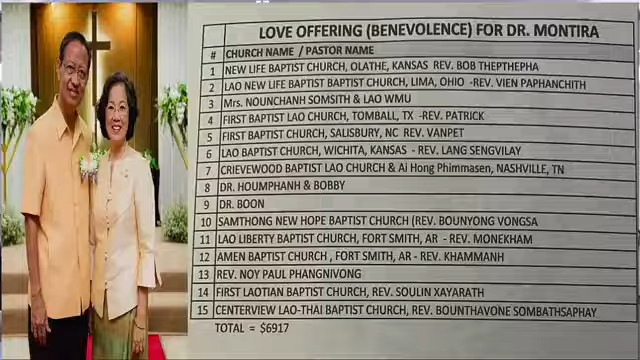 LOVE OFFERING (BENEVOLENCE) FOR DR. MONTIRA
# CHURCH NAME / PASTOR NAME
1 NEW LIFE BAPTIST CHURCH, OLATHE, KANSAS REV. BOB THEPTHEPHA
2 LAO NEW LIFE BAPTIST BAPTIST CHURCH, LIMA, OHIO -REV. VIEN PAPHANCHITH
3 Mrs. NOUNCHANH SOMSITH & LAO WMU
4 FIRST BAPTIST LAO CHURCH, TOMBALL, TX -REV. PATRICK
5 FIRST BAPTIST CHURCH, SALISBURY, NC REV. VANPET
6 LAO BAPTIST CHURCH, WICHITA, KANSAS - REV. LANG SENGVILAY
7 CRIEVEWOOD BAPTIST LAO CHURCH & Ai Hong Phimmasen, NASHVILLE, TN
8 DR. HOUMPHANH & BOBBY
9 DR. BOON
10 SAMTHONG NEW HOPE BAPTIST CHURCH (REV. BOUNYONG VONGSA
11 LAO LIBERTY BAPTIST CHURCH, FORT SMITH, AR - REV. MONEKHAM
12 AMEN BAPTIST CHURCH , FORT SMITH, AR - REV. KHAMMANH
13 REV. NOY PAUL PHANGNIVONG
14 FIRST LAOTIAN BAPTIST CHURCH, REV. SOULIN XAYARATH
15 CENTERVIEW LAO-THAI BAPTIST CHURCH, REV. BOUNTHAVONE SOMBATHSAPHAY
TOTAL = $6917